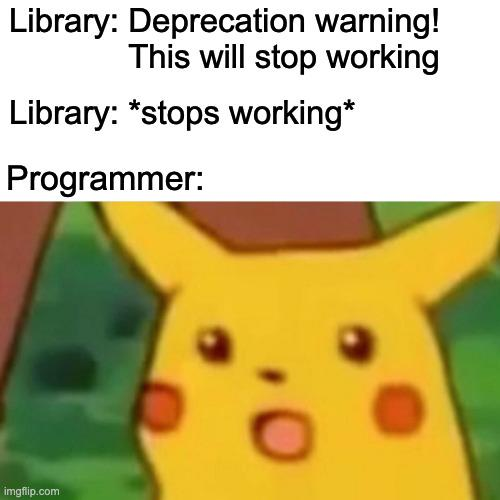 Library: Deprecation warning!
This will stop working
Library: *stops working*
Programmer:
imgflip.com